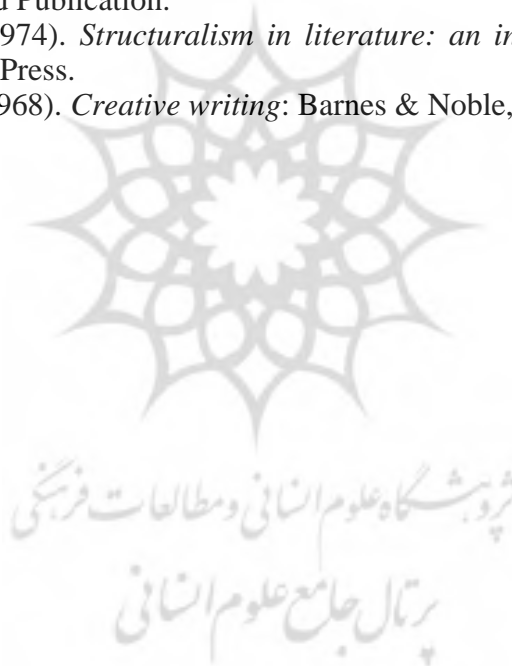 d Publication.
974). Structuralism in literature: an in
Press.
968). Creative writing: Barnes & Noble,
پژوهشگاه علوم انسانی و مطالعات فرهنگی
پرتال جامع علوم انسانی